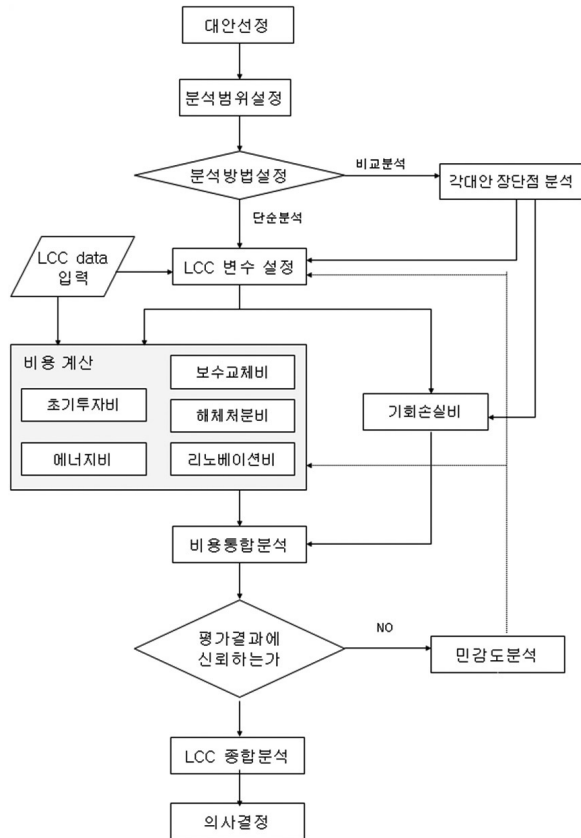 대안선정
분석범위설정
분석방법설정
비교분석
각대안 장단점 분석
단순분석
LCC data
입력
LCC 변수 설정
비용 계산
초기투자비
에너지비
보수교체비
해체처분비
리노베이션비
기회손실비
비용통합분석
평가결과에
신뢰하는가
NO
민감도분석
LCC 종합분석
의사결정